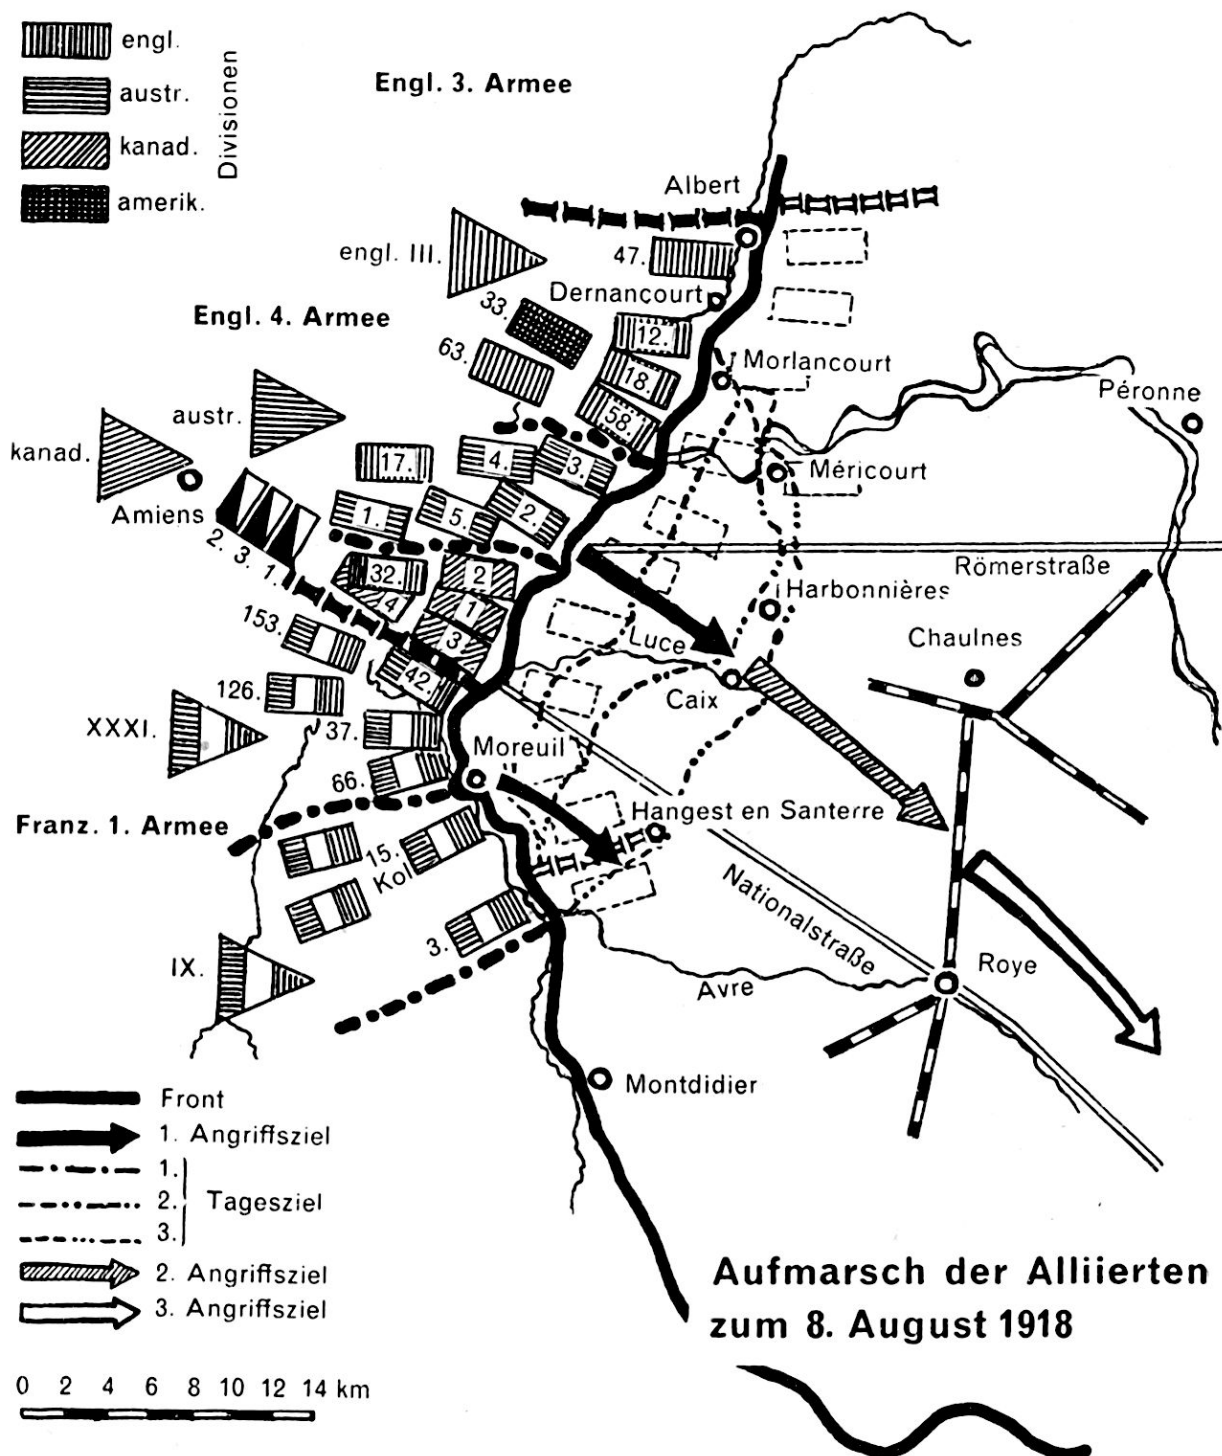 engl.
austr.
kanad.
amerik.
Divisionen
Engl. 3. Armee
Albert
engl. III.
47.
Dernancourt
33.
Engl. 4. Armee
12.
63.
Morlancourt
18.
Péronne
austr.
58.
kanad.
17.
4.
3.
Méricourt
Amiens
1.
5.
2.
2. 3. 1.
Römerstraße
32.
2
Harbonnières
4
1
153.
Luce
Chaulnes
3
42.
126.
Caix
XXXI.
37.
Moreuil
66.
Hangest en Santerre
Franz. 1. Armee
15.
Kol
Nationalstraße
3.
IX.
Roye
Avre
Montdidier
Front
1. Angriffsziel
1.
2. Tagesziel
3.
2. Angriffsziel
3. Angriffsziel
Aufmarsch der Alliierten
zum 8. August 1918
0 2 4 6 8 10 12 14 km